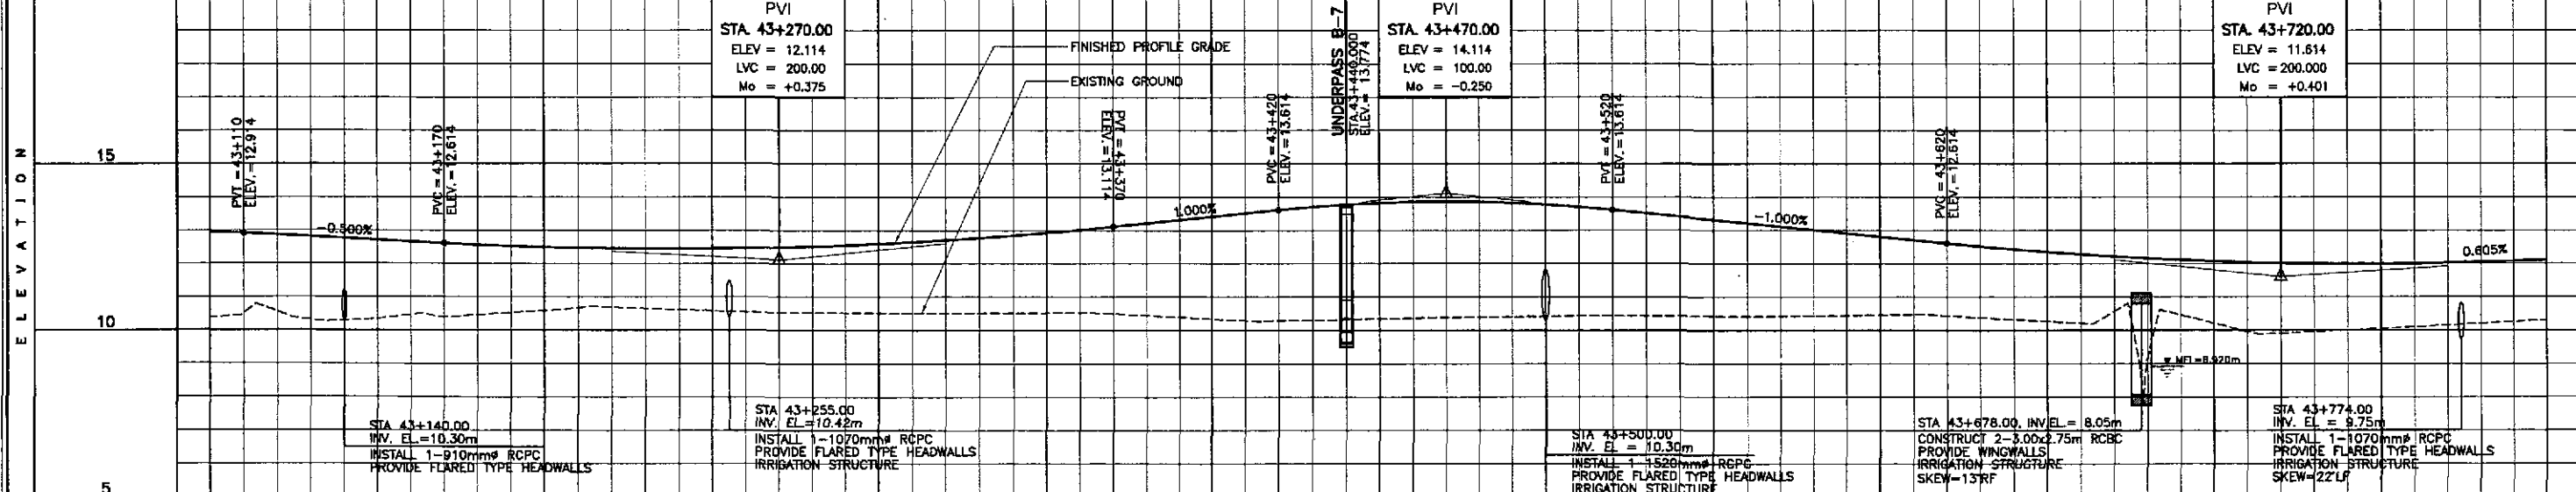 PVI
STA. 43+270.00
ELEV = 12.114
LVC = 200.00
Mo = +0.375
FINISHED PROFILE GRADE
EXISTING GROUND
UNDERPASS B-7
STA.43+440.000
ELEV.= 13.774
PVI
STA. 43+470.00
ELEV = 14.114
LVC = 100.00
Mo = -0.250
PVI
STA. 43+720.00
ELEV = 11.614
LVC = 200.000
Mo = +0.401
ELEVATION
15
10
5
PVT = 43+110
ELEV. = 12.914
PVC = 43+170
ELEV. = 12.614
PVT = 43+370
ELEV. = 13.114
PVC = 43+420
ELEV. = 13.614
PVT = 43+520
ELEV. = 13.614
PVC = 43+620
ELEV. = 12.614
-0.500%
1.000%
-1.000%
0.605%
MFL=8.920m
STA 43+140.00
INV. EL.=10.30m
INSTALL 1-910mmø RCPC
PROVIDE FLARED TYPE HEADWALLS
STA 43+255.00
INV. EL=10.42m
INSTALL 1-1070mmø RCPC
PROVIDE FLARED TYPE HEADWALLS
IRRIGATION STRUCTURE
STA 43+500.00
INV. EL = 10.30m
INSTALL 1-1520mmø RCPC
PROVIDE FLARED TYPE HEADWALLS
IRRIGATION STRUCTURE
STA 43+678.00, INV.EL.= 8.05m
CONSTRUCT 2-3.00x2.75m RCBC
PROVIDE WINGWALLS
IRRIGATION STRUCTURE
SKEW=13°RF
STA 43+774.00
INV. EL = 9.75m
INSTALL 1-1070mmø RCPC
PROVIDE FLARED TYPE HEADWALLS
IRRIGATION STRUCTURE
SKEW=22°LF